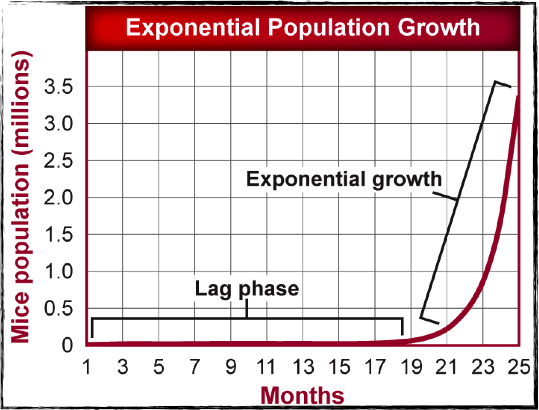 Exponential Population Growth
Mice population (millions)
3.5
3.0
2.5
2.0
1.5
1.0
0.5
0
Exponential growth
Lag phase
1 3 5 7 9 11 13 15 17 19 21 23 25
Months